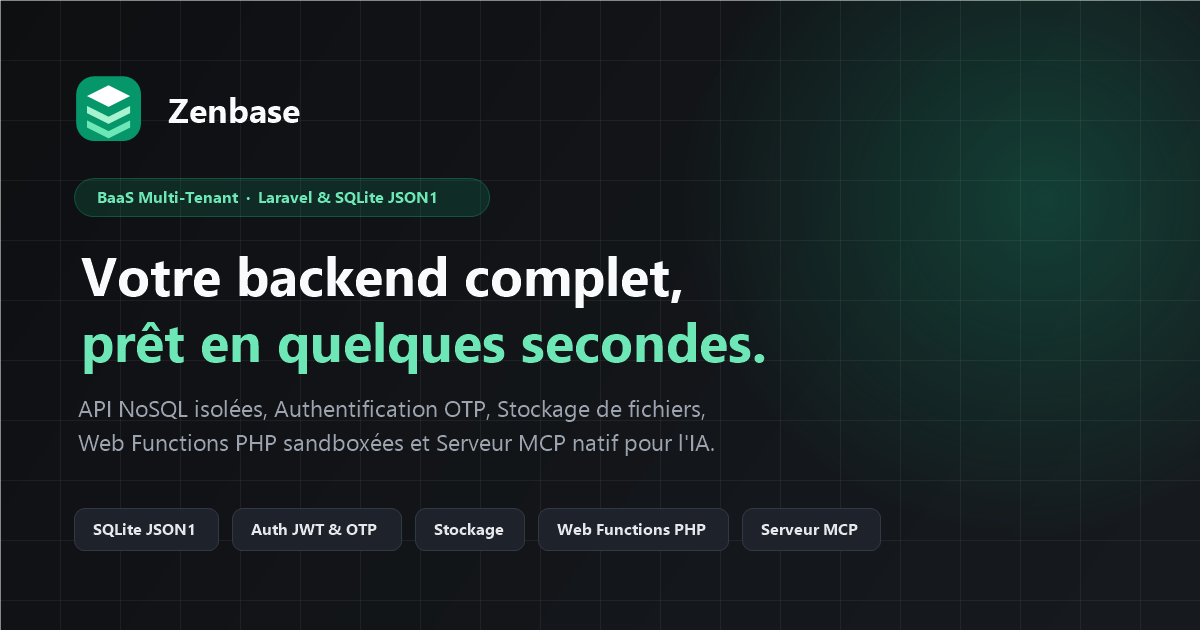 Zenbase
BaaS Multi-Tenant · Laravel & SQLite JSON1
Votre backend complet,
prêt en quelques secondes.
API NoSQL isolées, Authentification OTP, Stockage de fichiers,
Web Functions PHP sandboxées et Serveur MCP natif pour l'IA.
SQLite JSON1
Auth JWT & OTP
Stockage
Web Functions PHP
Serveur MCP